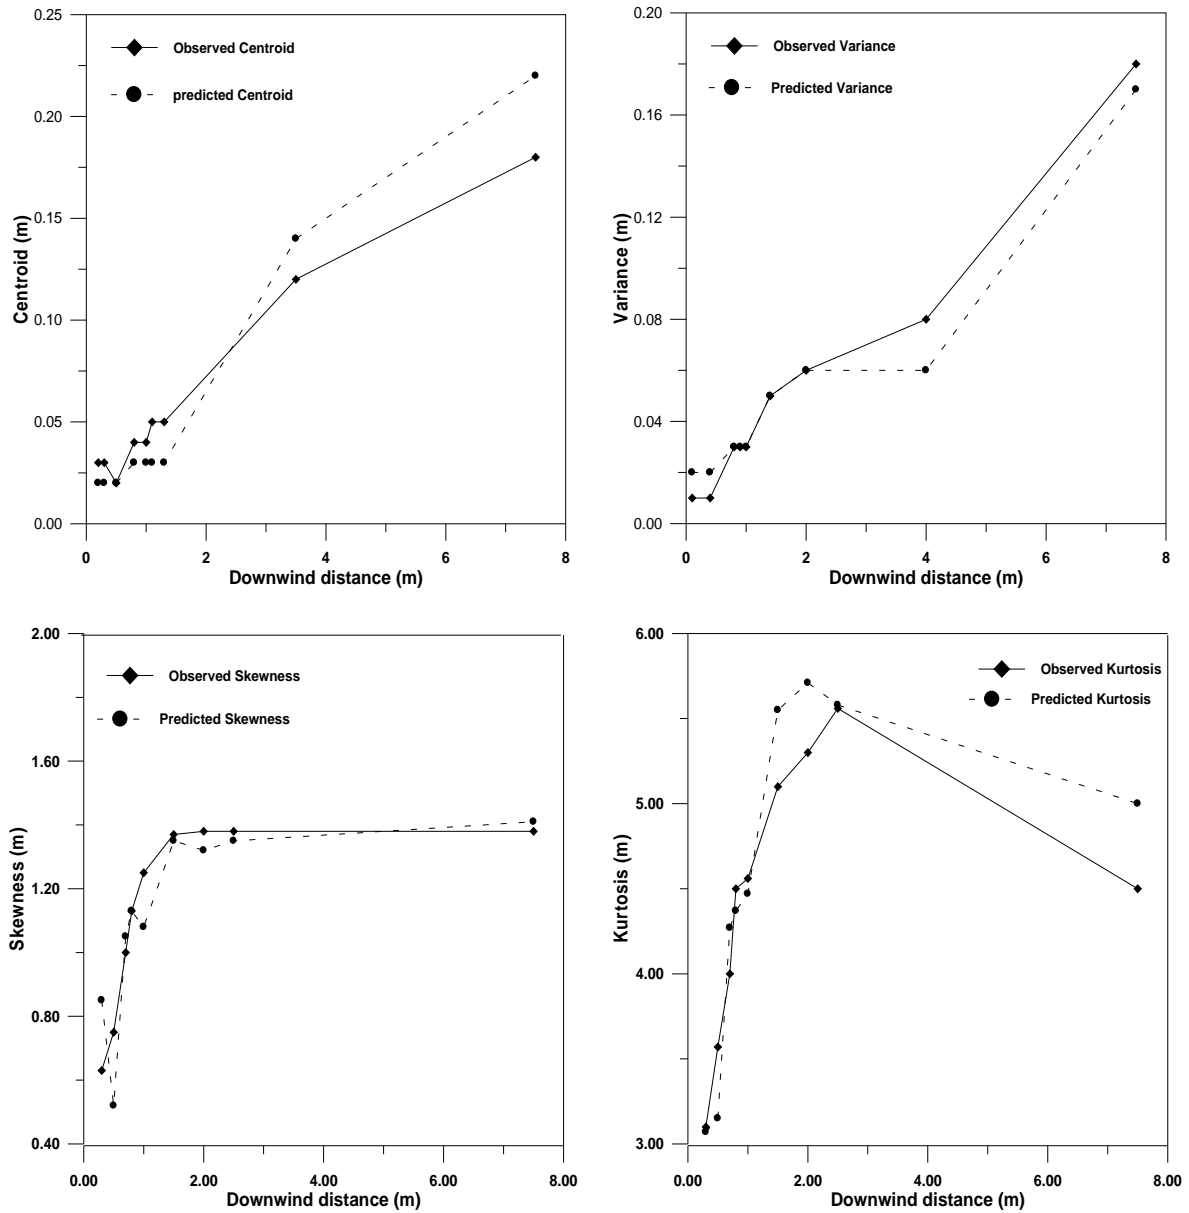 0.25
0.20
0.15
0.10
0.05
0.00
Centroid (m)
Observed Centroid
predicted Centroid
0 2 4 6 8
Downwind distance (m)
0.20
0.16
0.12
0.08
0.04
0.00
Variance (m)
Observed Variance
Predicted Variance
0 2 4 6 8
Downwind distance (m)
2.00
1.60
1.20
0.80
0.40
Skewness (m)
Observed Skewness
Predicted Skewness
0.00 2.00 4.00 6.00 8.00
Downwind distance (m)
6.00
5.00
4.00
3.00
Kurtosis (m)
Observed Kurtosis
Predicted Kurtosis
0.00 2.00 4.00 6.00 8.00
Downwind distance (m)